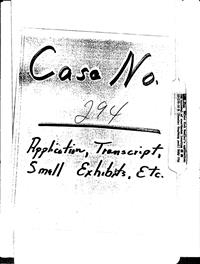 Case No.
294
Application, Transcript,
Small Exhibits, Etc.